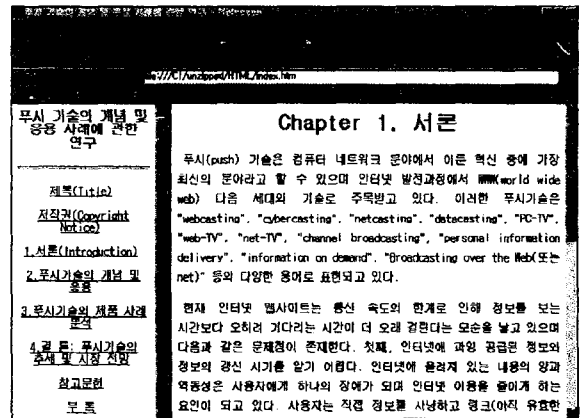 푸시 기술의 개념 및 응용 사례에 관한 연구 - Netscape
file:///C|/unzipped/HTML/index.htm
푸시 기술의 개념 및
응용 사례에 관한
연구
제목(Title)
저작권(Copyright
Notice)
1.서론(Introduction)
2.푸시기술의 개념 및
응용
3.푸시기술의 제품 사례
분석
4.결 론: 푸시기술의
추세 및 시장 전망
참고문헌
부 록
Chapter 1. 서론
푸시(push) 기술은 컴퓨터 네트워크 분야에서 이룬 혁신 중에 가장
최신의 분야라고 할 수 있으며 인터넷 발전과정에서 WWW(world wide
web) 다음 세대의 기술로 주목받고 있다. 이러한 푸시기술은
"webcasting", "cybercasting", "netcasting", "datacasting", "PC-TV",
"web-TV", "net-TV", "channel broadcasting", "personal information
delivery", "information on demand", "Broadcasting over the Web(또는
net)" 등의 다양한 용어로 표현되고 있다.
현재 인터넷 웹사이트는 통신 속도의 한계로 인해 정보를 보는
시간보다 오히려 기다리는 시간이 더 오래 걸린다는 모순을 낳고 있으며
다음과 같은 문제점이 존재한다. 첫째, 인터넷에 과잉 공급된 정보와
정보의 갱신 시기를 알기 어렵다. 인터넷에 올려져 있는 내용의 양과
역동성은 사용자에게 하나의 장애가 되며 인터넷 이용을 줄이게 하는
요인이 되고 있다. 사용자는 직접 정보를 사냥하고 링크(아직 유효한